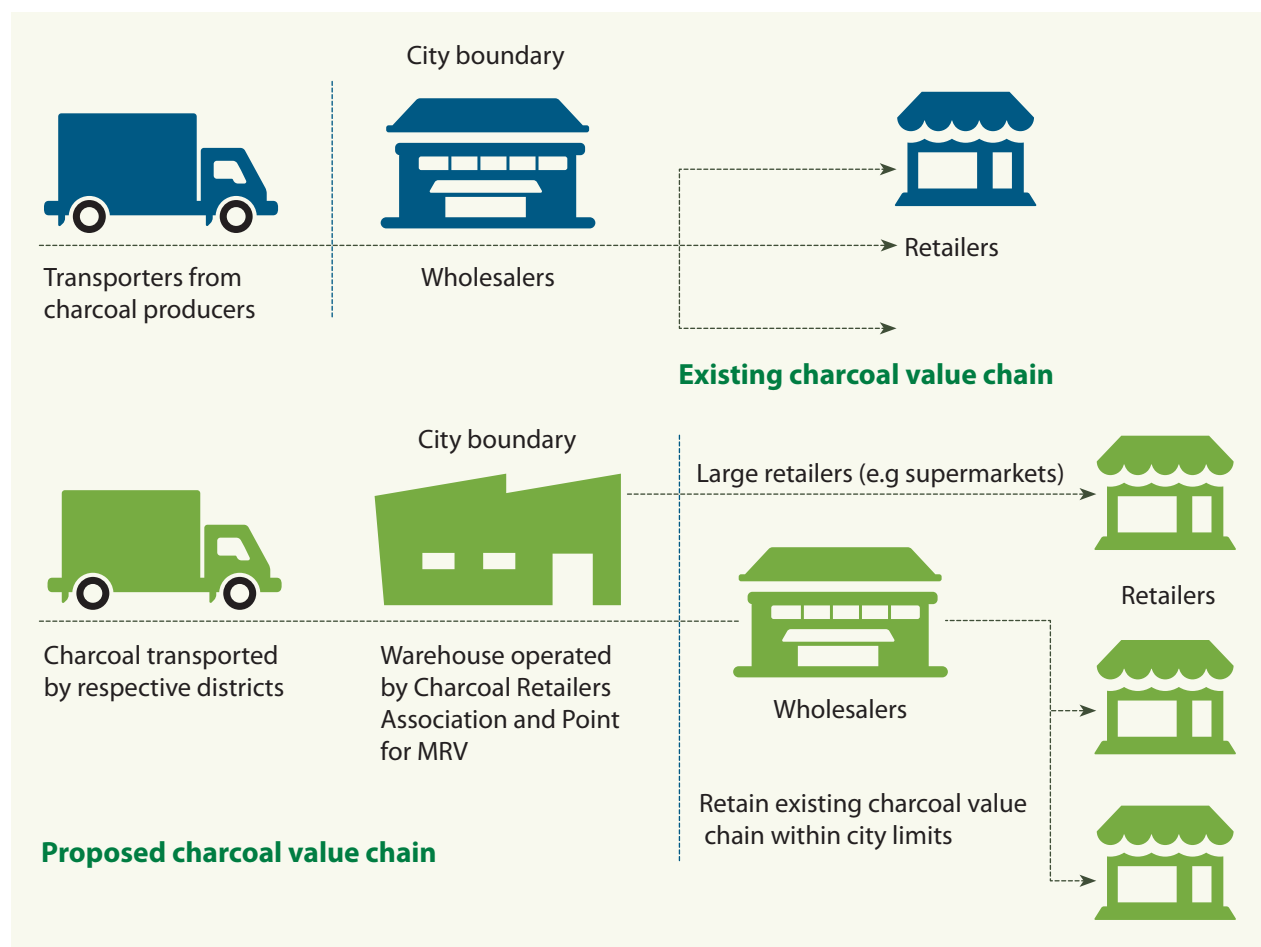 City boundary
Transporters from
charcoal producers
Wholesalers
Retailers
Existing charcoal value chain
City boundary
Large retailers (e.g supermarkets)
Retailers
Charcoal transported
by respective districts
Warehouse operated
by Charcoal Retailers
Association and Point
for MRV
Wholesalers
Retain existing charcoal value
chain within city limits
Proposed charcoal value chain